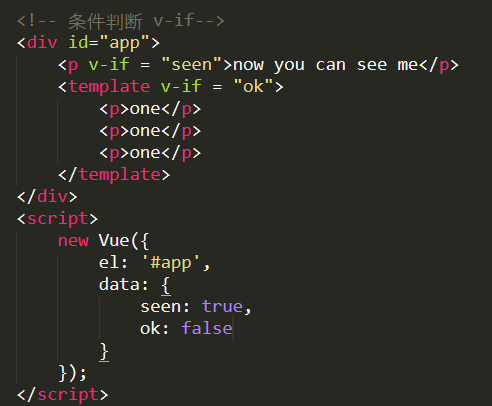 <!-- 条件判断 v-if-->
<div id="app">
    <p v-if = "seen">now you can see me</p>
    <template v-if = "ok">
        <p>one</p>
        <p>one</p>
        <p>one</p>
    </template>
</div>
<script>
    new Vue({
        el: '#app',
        data: {
            seen: true,
            ok: false
        }
    });
</script>